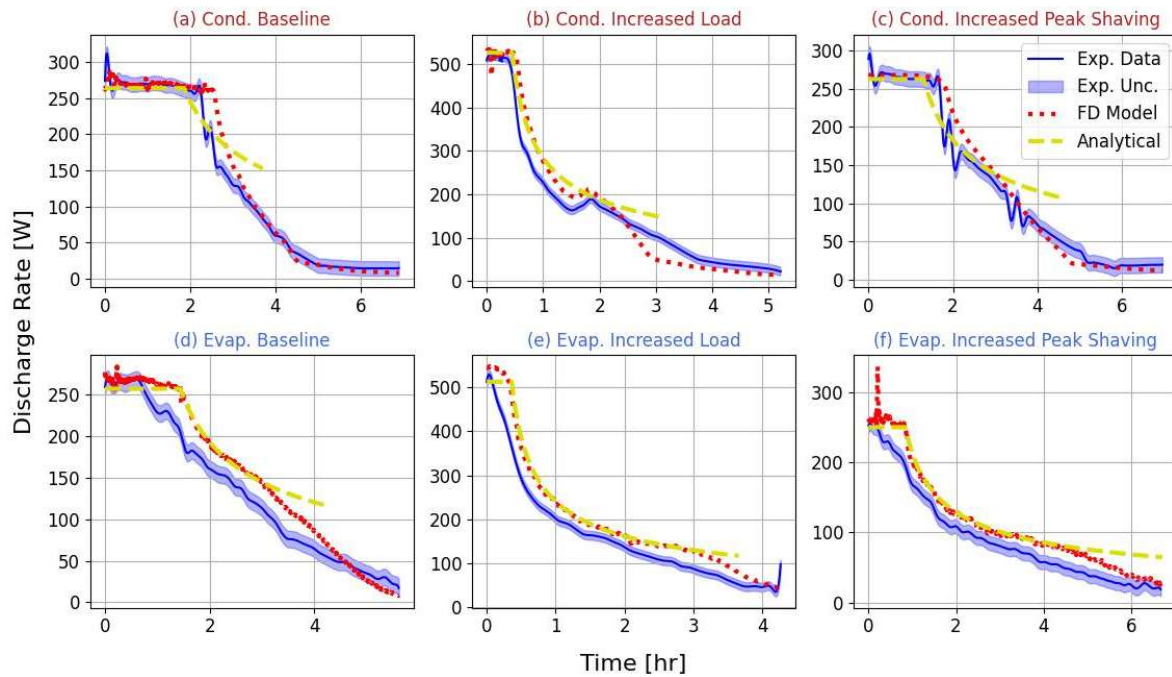 (a) Cond. Baseline
(b) Cond. Increased Load
(c) Cond. Increased Peak Shaving
300
250
200
150
100
50
0
0 2 4 6
500
400
300
200
100
0
0 1 2 3 4 5
300
250
200
150
100
50
0
0 2 4 6
Exp. Data
Exp. Unc.
FD Model
Analytical
Discharge Rate [W]
(d) Evap. Baseline
(e) Evap. Increased Load
(f) Evap. Increased Peak Shaving
250
200
150
100
50
0
0 2 4
500
400
300
200
100
0
0 1 2 3 4
300
200
100
0
0 2 4 6
Time [hr]